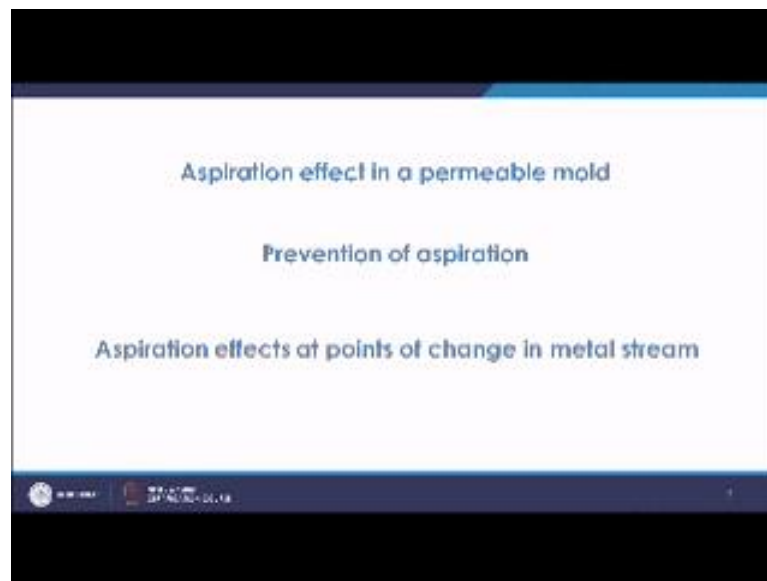 Aspiration effect in a permeable mold
Prevention of aspiration
Aspiration effects at points of change in metal stream